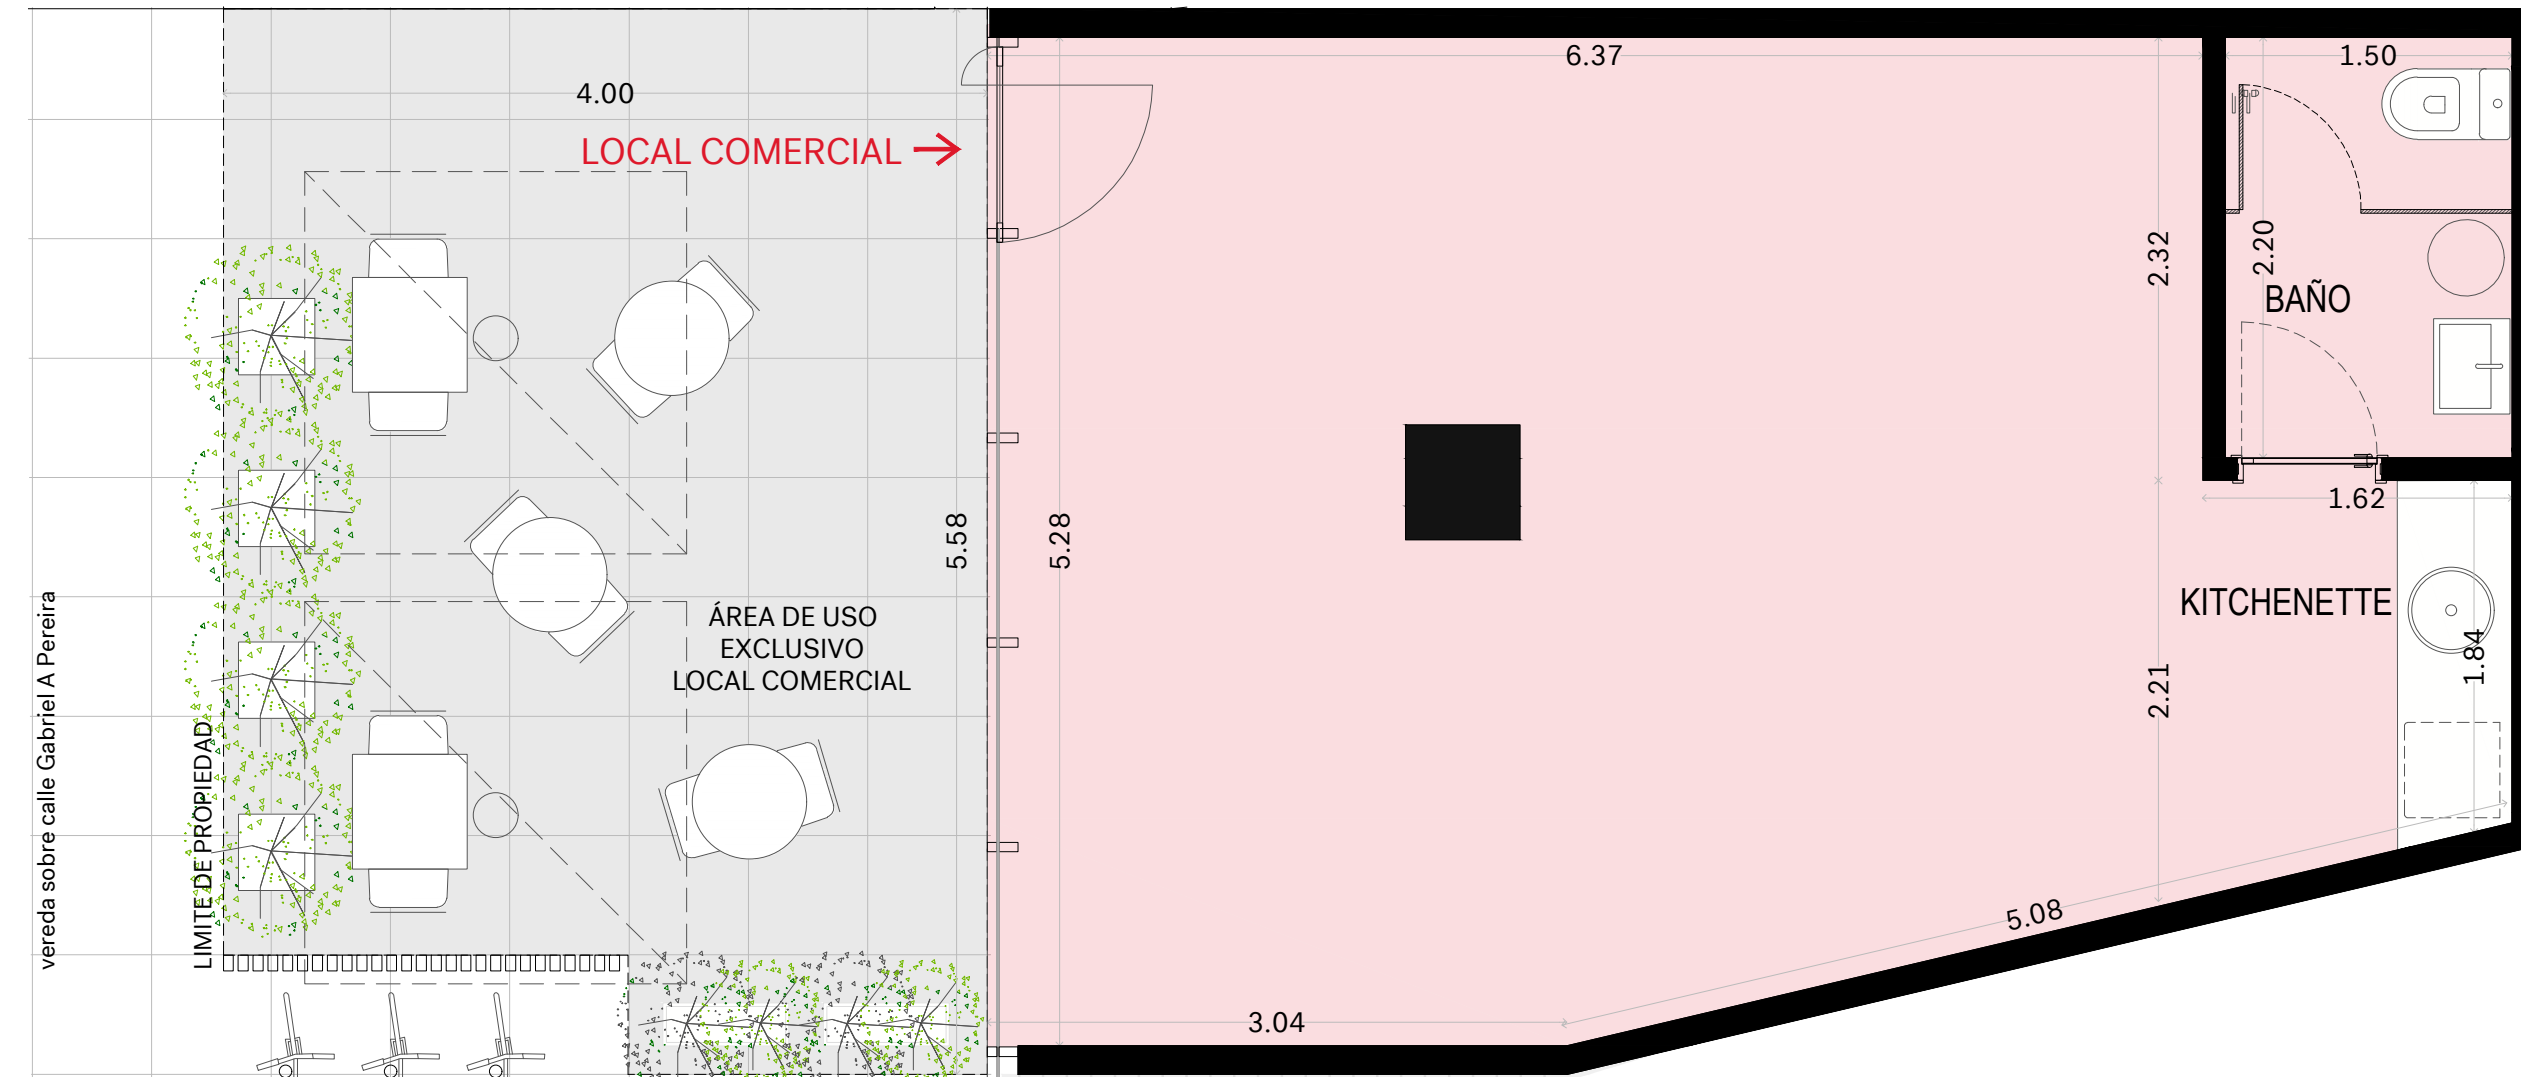 6.37
1.50
4.00
LOCAL COMERCIAL
2.32
2.20
BAÑO
1.62
5.58
5.28
KITCHENETTE
ÁREA DE USO
EXCLUSIVO
LOCAL COMERCIAL
1.84
2.21
vereda sobre calle Gabriel A Pereira
LIMITE DE PROPIEDAD
5.08
3.04